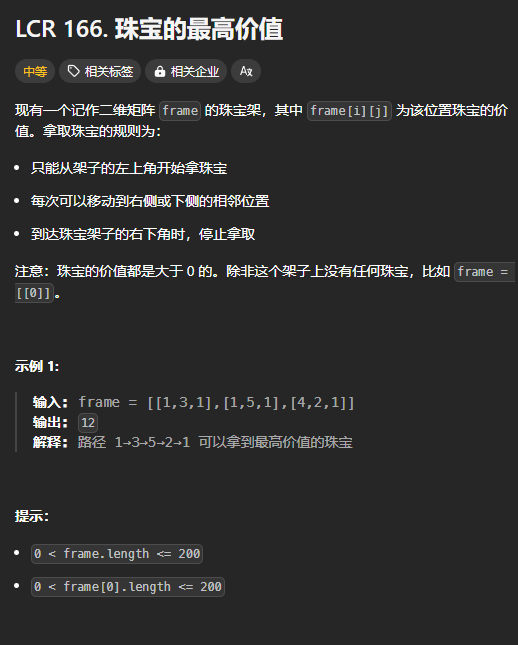 LCR 166. 珠宝的最高价值
中等 相关标签 相关企业
现有一个记作二维矩阵 frame 的珠宝架，其中 frame[i][j] 为该位置珠宝的价
值。拿取珠宝的规则为：
只能从架子的左上角开始拿珠宝
每次可以移动到右侧或下侧的相邻位置
到达珠宝架子的右下角时，停止拿取
注意：珠宝的价值都是大于 0 的。除非这个架子上没有任何珠宝，比如 frame =
[[0]]。
示例 1:
输入: frame = [[1,3,1],[1,5,1],[4,2,1]]
输出: 12
解释: 路径 1→3→5→2→1 可以拿到最高价值的珠宝
提示：
0 < frame.length <= 200
0 < frame[0].length <= 200